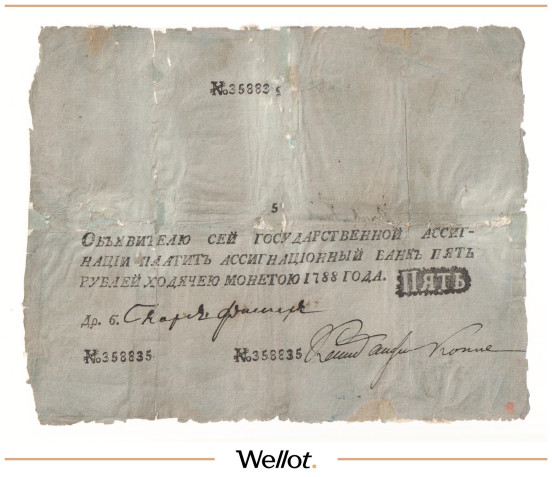 №35883
5
Объявителю сей государственной ассиг-
націи платитъ ассигнаціонный банкъ пять
рублей ходячею монетою 1788 года. ПЯТЬ
Др. б.
№358835 №358835
Wellot.